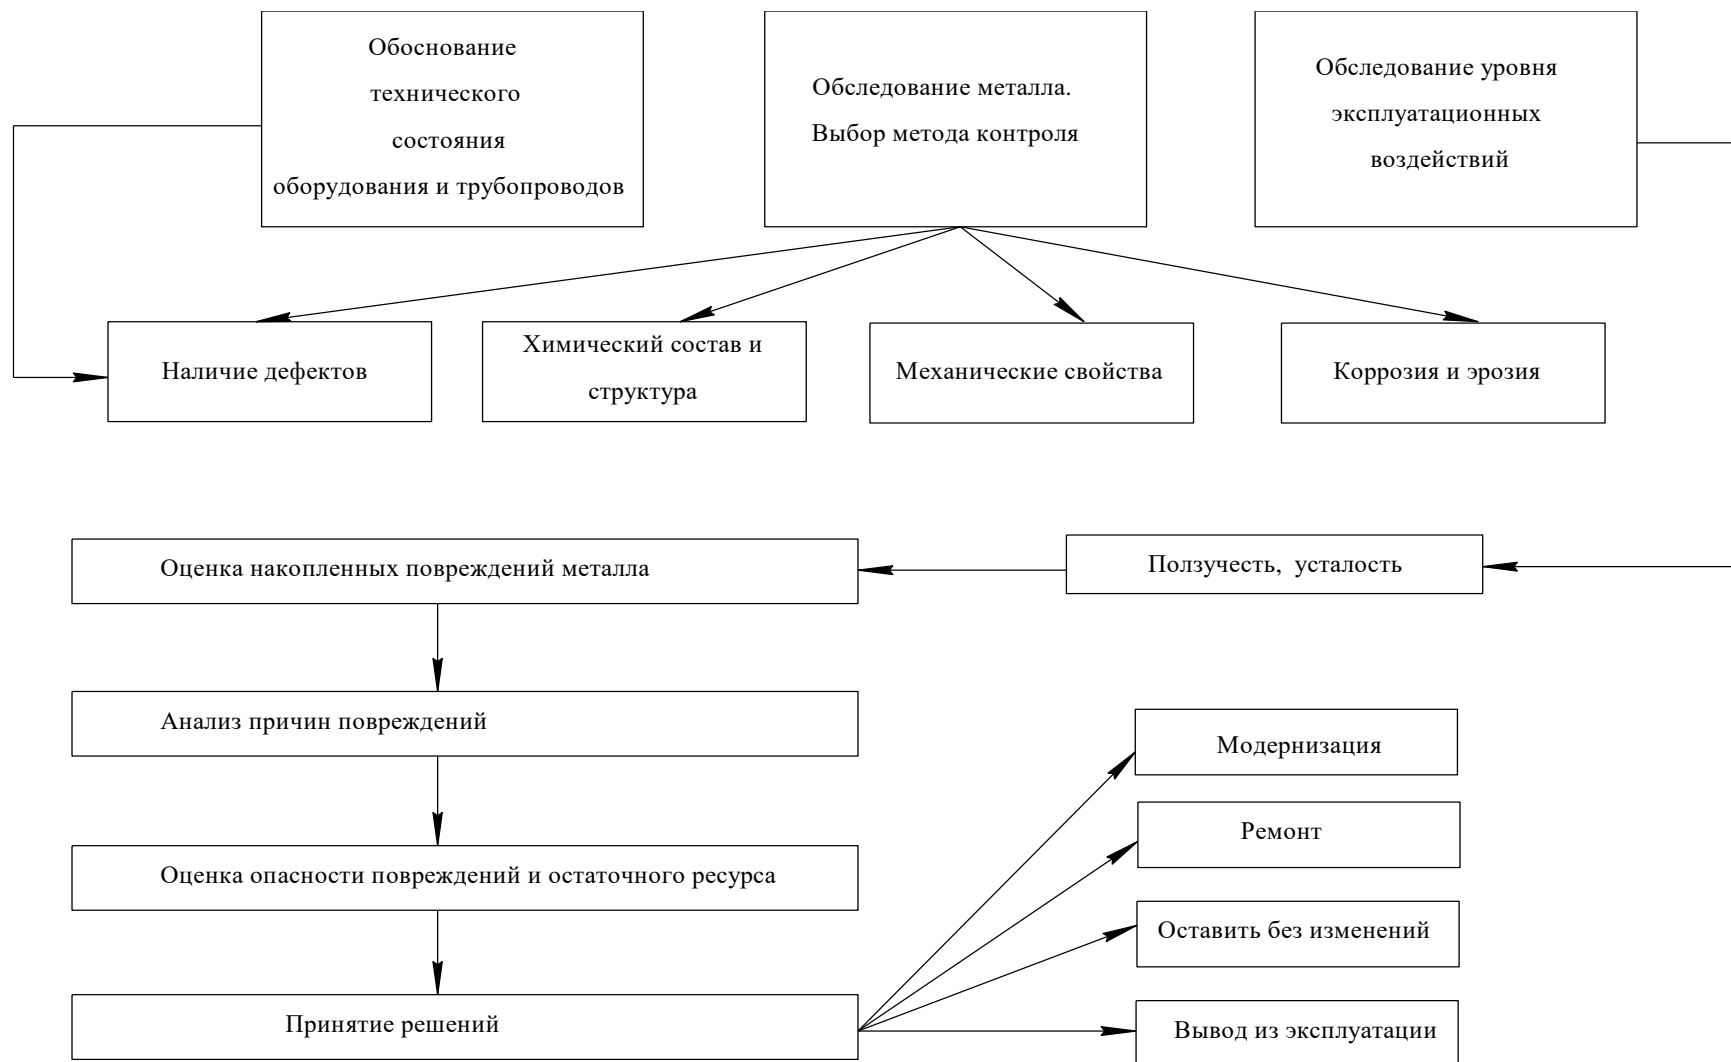 Обоснование
технического
состояния
оборудования и трубопроводов
Обследование металла.
Выбор метода контроля
Обследование уровня
эксплуатационных
воздействий
Наличие дефектов
Химический состав и
структура
Механические свойства
Коррозия и эрозия
Оценка накопленных повреждений металла
Ползучесть, усталость
Анализ причин повреждений
Оценка опасности повреждений и остаточного ресурса
Принятие решений
Модернизация
Ремонт
Оставить без изменений
Вывод из эксплуатации